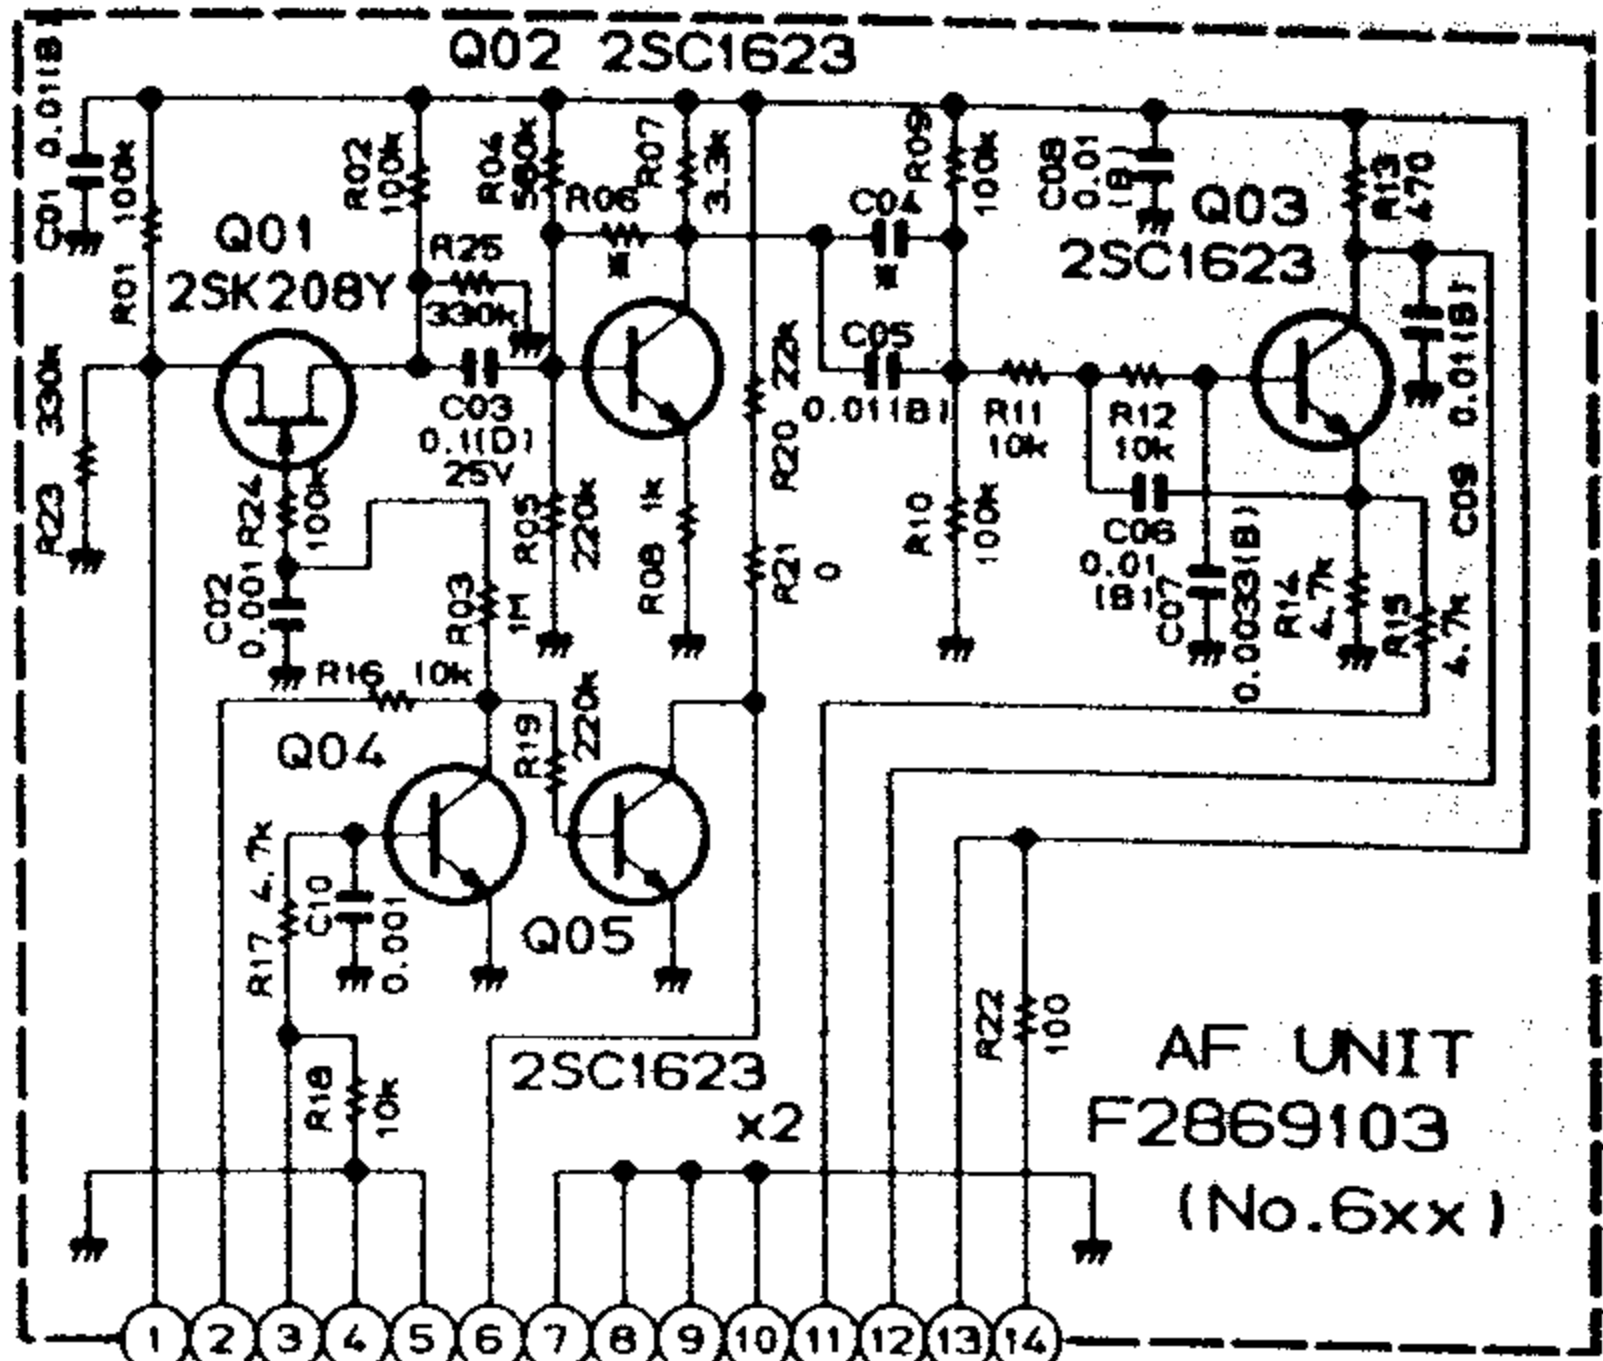 Q02 2SC1623
C01 0.01(B)
R01
100k
R02
100k
R04
560k
R06
*
R07
3.3k
C04
*
R09
100k
C08
0.01
(B)
Q03
2SC1623
R13
470
Q01
2SK208Y
R25
330k
R23 330k
C03
0.1(D)
25V
C05
0.01(B)
R20 22k
R11
10k
R12
10k
C09 0.01(B)
R24
100k
C02
0.001
R03
1M
R05
220k
R08 1k
R21 0
R10
100k
C06
0.01
(B)
C07
0.0033(B)
R14
4.7k
R15
4.7k
R16 10k
Q04
R19
220k
R17 4.7k
C10
0.001
Q05
R18
10k
2SC1623
x2
R22
100
AF UNIT
F2869103
(No.6xx)
1 2 3 4 5 6 7 8 9 10 11 12 13 14